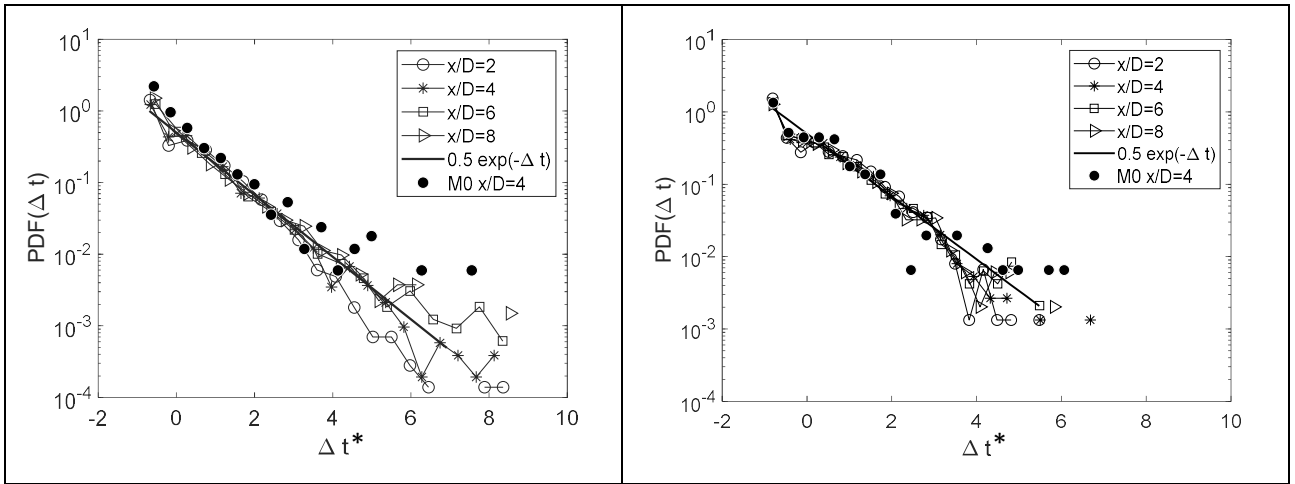 10^1
10^0
10^-1
10^-2
10^-3
10^-4
PDF(Δ t)
-2 0 2 4 6 8 10
Δ t*
x/D=2
x/D=4
x/D=6
x/D=8
0.5 exp(-Δ t)
M0 x/D=4
10^1
10^0
10^-1
10^-2
10^-3
10^-4
PDF(Δ t)
-2 0 2 4 6 8 10
Δ t*
x/D=2
x/D=4
x/D=6
x/D=8
0.5 exp(-Δ t)
M0 x/D=4